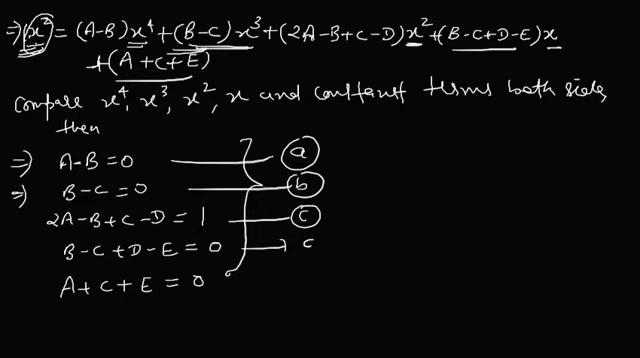 ⇒ x² = (A-B)x⁴ + (B-C)x³ + (2A-B+C-D)x² + (B-C+D-E)x
+(A+C+E)
Compare x⁴, x³, x², x and constant terms both sides
then
⇒) A-B=0 a
⇒) B-C=0 b
2A-B+C-D=1 c
B-C+D-E=0 c
A+C+E=0